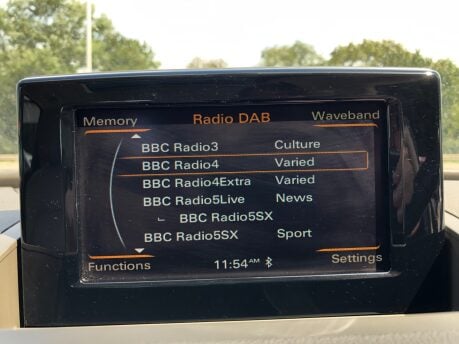 Memory Radio DAB Waveband
BBC Radio3 Culture
BBC Radio4 Varied
BBC Radio4Extra Varied
BBC Radio5Live News
BBC Radio5SX
BBC Radio5SX Sport
Functions 11:54AM Settings